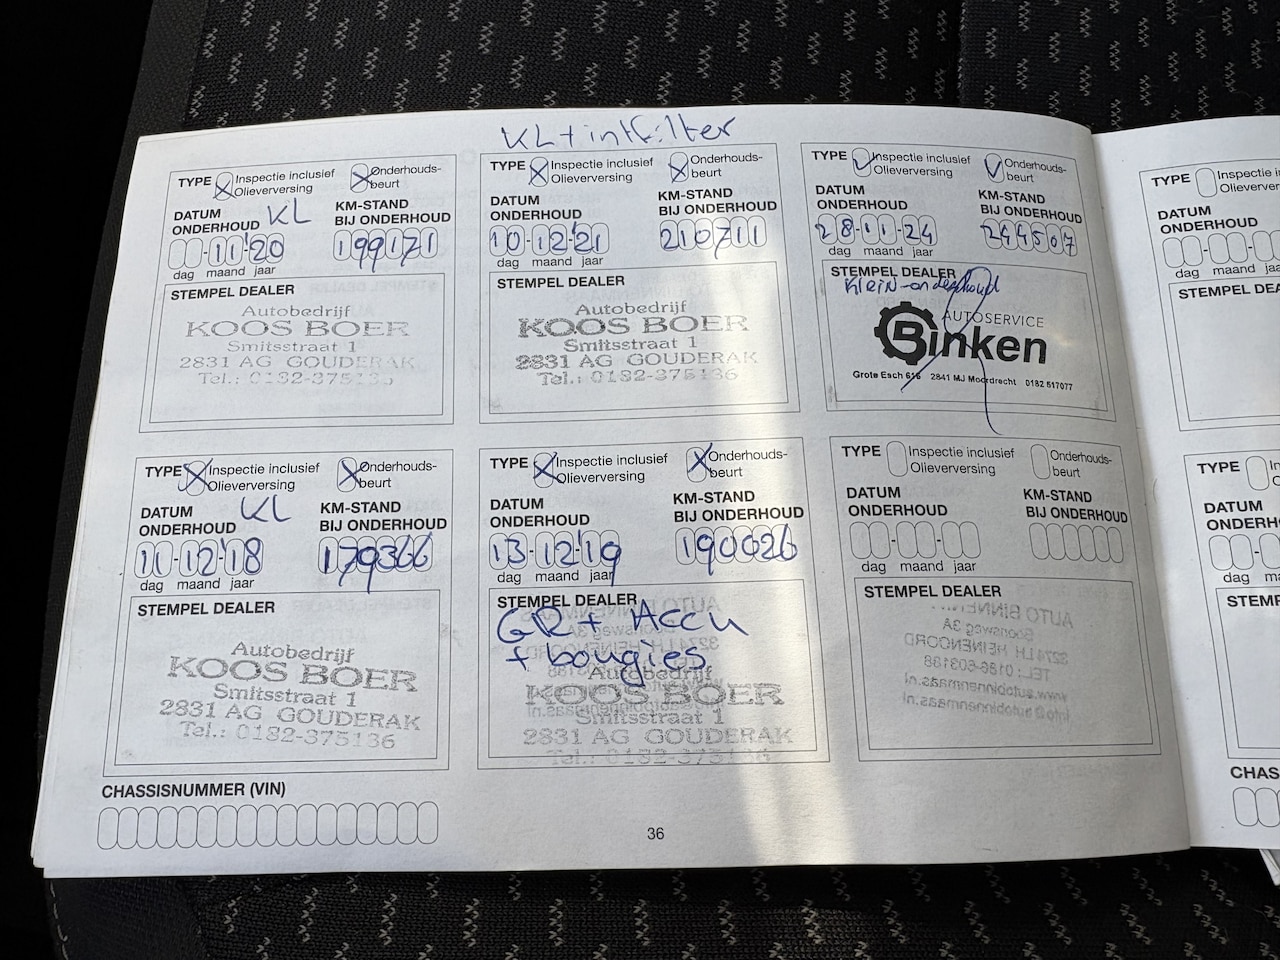 KL + intfilter
TYPE Inspectie inclusief Olieverversing Onderhouds-beurt
DATUM ONDERHOUD KL
KM-STAND BIJ ONDERHOUD
11-'20
199171
dag maand jaar
STEMPEL DEALER
Autobedrijf
KOOS BOER
Smitsstraat 1
2831 AG GOUDERAK
Tel.: 0182-375136
TYPE Inspectie inclusief Olieverversing Onderhouds-beurt
DATUM ONDERHOUD
KM-STAND BIJ ONDERHOUD
10-12-'21
210711
dag maand jaar
STEMPEL DEALER
Autobedrijf
KOOS BOER
Smitsstraat 1
2831 AG GOUDERAK
Tel.: 0182-375136
TYPE Inspectie inclusief Olieverversing Onderhouds-beurt
DATUM ONDERHOUD
KM-STAND BIJ ONDERHOUD
28-11-24
244507
dag maand jaar
STEMPEL DEALER
Klein-onderhoud
AUTOSERVICE
Binken
Grote Esch 616 2841 MJ Moordrecht 0182 517077
TYPE Inspectie inclusief Olieverversing Onderhouds-beurt
DATUM ONDERHOUD KL
KM-STAND BIJ ONDERHOUD
11-12-'18
179366
dag maand jaar
STEMPEL DEALER
Autobedrijf
KOOS BOER
Smitsstraat 1
2831 AG GOUDERAK
Tel.: 0182-375136
TYPE Inspectie inclusief Olieverversing Onderhouds-beurt
DATUM ONDERHOUD
KM-STAND BIJ ONDERHOUD
13-12-'19
190026
dag maand jaar
STEMPEL DEALER
GR + Accu
+ bougies
Autobedrijf
KOOS BOER
Smitsstraat 1
2831 AG GOUDERAK
Tel.: 0182-375136
TYPE Inspectie inclusief Olieverversing Onderhouds-beurt
DATUM ONDERHOUD
KM-STAND BIJ ONDERHOUD
dag maand jaar
STEMPEL DEALER
CHASSISNUMMER (VIN)
36
TYPE
DATUM
dag
TYPE
DATUM
dag